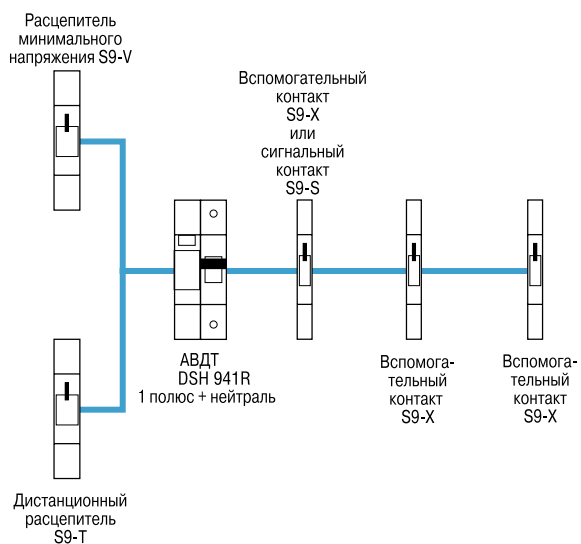 Расцепитель
минимального
напряжения S9-V
Вспомогательный
контакт
S9-X
или
сигнальный
контакт
S9-S
АВДТ
DSH 941R
1 полюс + нейтраль
Вспомога-
тельный
контакт
S9-X
Вспомога-
тельный
контакт
S9-X
Дистанционный
расцепитель
S9-T